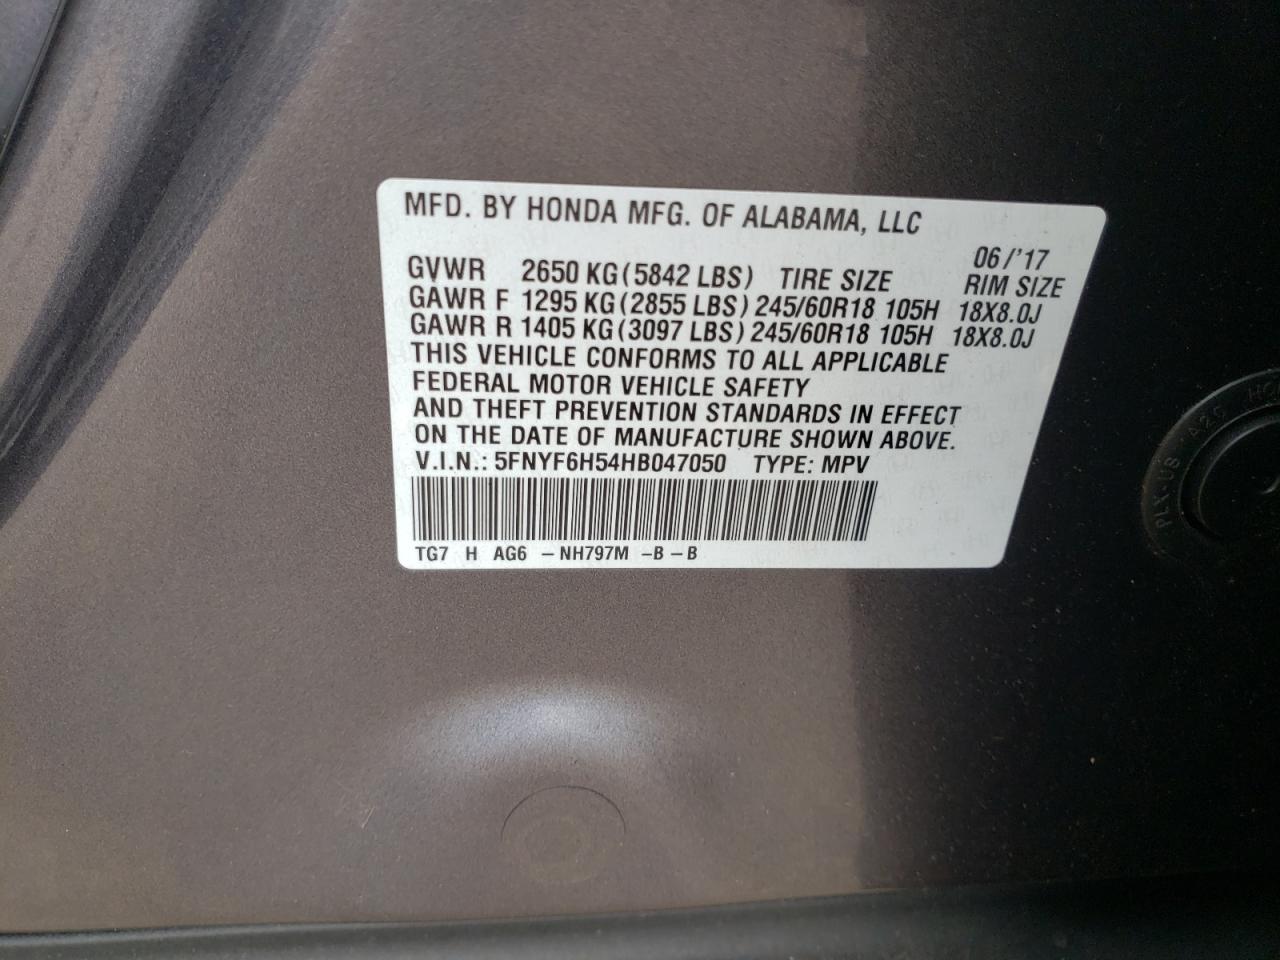 MFD. BY HONDA MFG. OF ALABAMA, LLC
06/'17
GVWR 2650 KG (5842 LBS) TIRE SIZE RIM SIZE
GAWR F 1295 KG (2855 LBS) 245/60R18 105H 18X8.0J
GAWR R 1405 KG (3097 LBS) 245/60R18 105H 18X8.0J
THIS VEHICLE CONFORMS TO ALL APPLICABLE
FEDERAL MOTOR VEHICLE SAFETY
AND THEFT PREVENTION STANDARDS IN EFFECT
ON THE DATE OF MANUFACTURE SHOWN ABOVE.
V.I.N.: 5FNYF6H54HB047050 TYPE: MPV
TG7 H AG6 – NH797M – B – B
PLX-US A2C